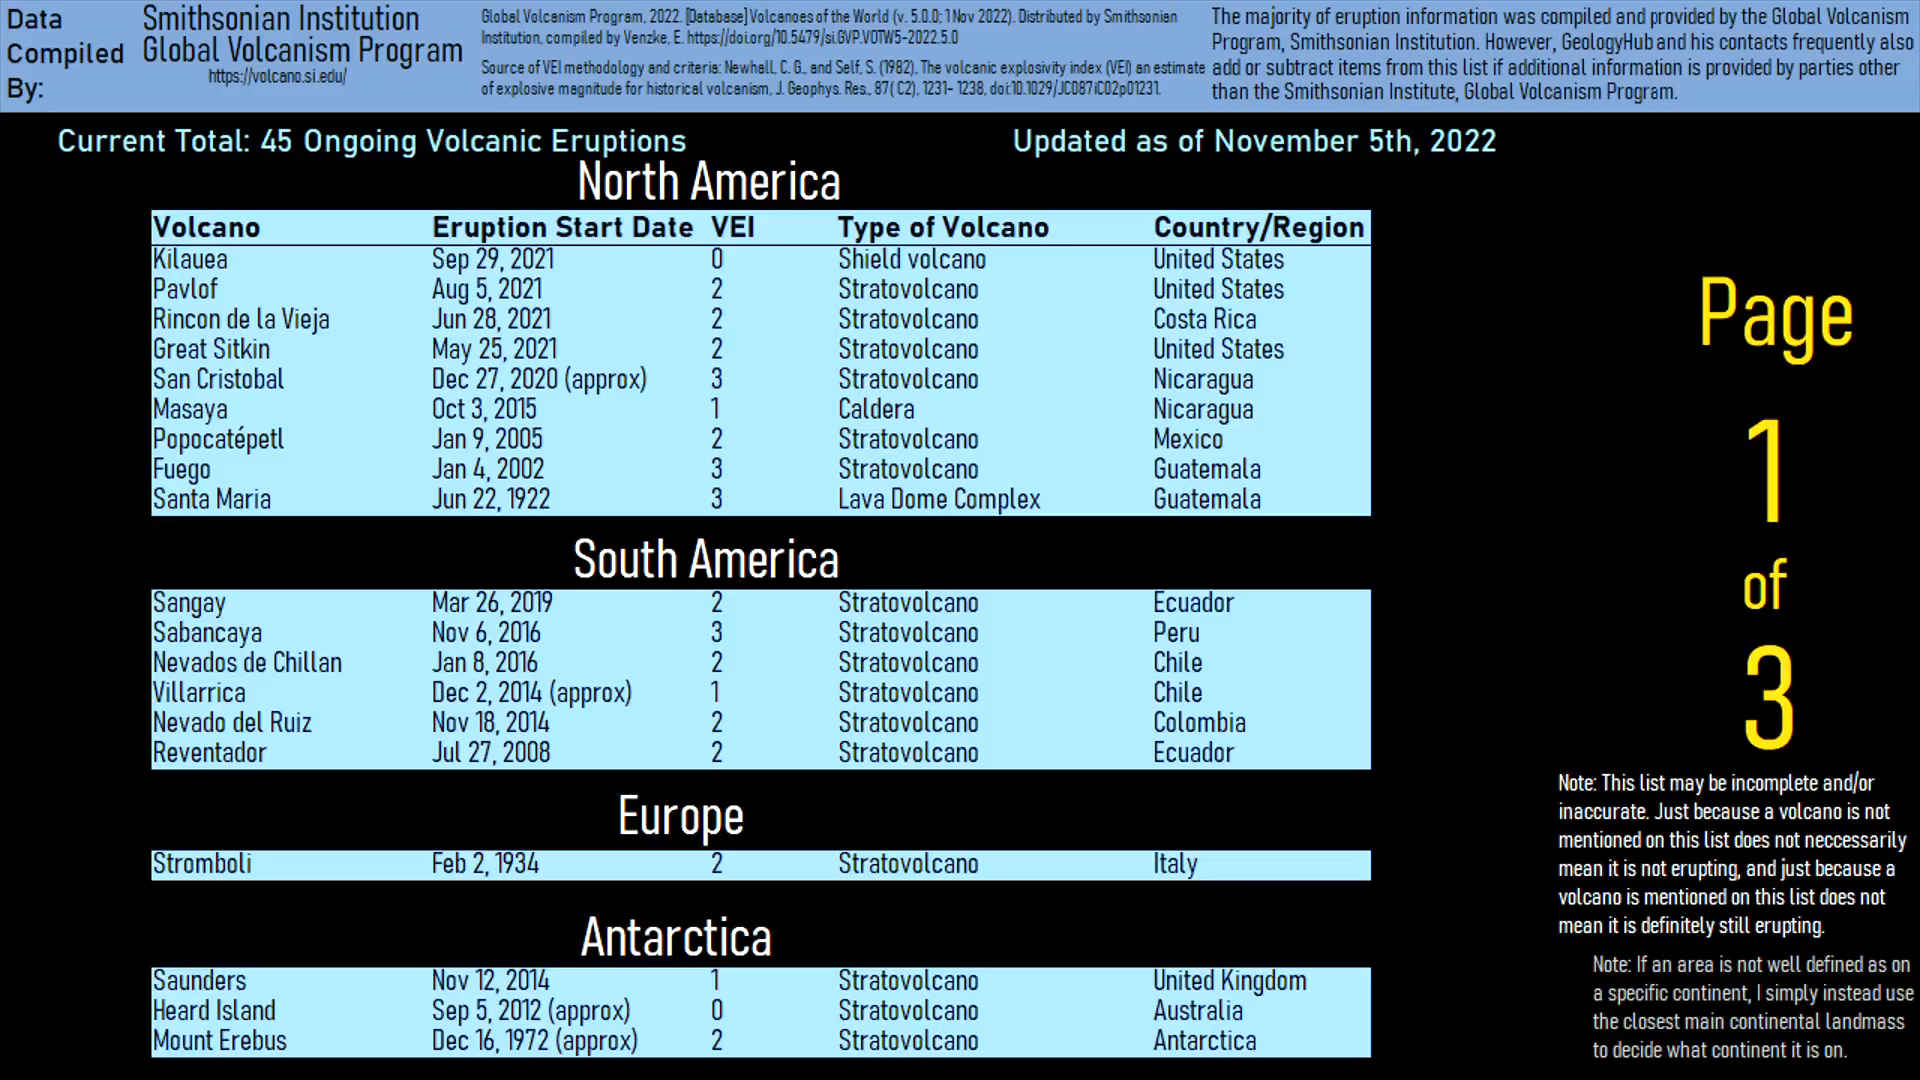 Data
Compiled
By:
Smithsonian Institution
Global Volcanism Program
https://volcano.si.edu/
Global Volcanism Program, 2022. [Database] Volcanoes of the World (v. 5.0.0; 1 Nov 2022). Distributed by Smithsonian
Institution, compiled by Venzke, E. https://doi.org/10.5479/si.GVP.VOTW5-2022.5.0
Source of VEI methodology and criteria: Newhall, C. G., and Self, S. (1982), The volcanic explosivity index (VEI) an estimate
of explosive magnitude for historical volcanism, J. Geophys. Res., 87( C2), 1231- 1238, doi:10.1029/JC087iC02p01231.
The majority of eruption information was compiled and provided by the Global Volcanism
Program, Smithsonian Institution. However, GeologyHub and his contacts frequently also
add or subtract items from this list if additional information is provided by parties other
than the Smithsonian Institute, Global Volcanism Program.
Current Total: 45 Ongoing Volcanic Eruptions
Updated as of November 5th, 2022
North America
Volcano Eruption Start Date VEI Type of Volcano Country/Region
Kilauea Sep 29, 2021 0 Shield volcano United States
Pavlof Aug 5, 2021 2 Stratovolcano United States
Rincon de la Vieja Jun 28, 2021 2 Stratovolcano Costa Rica
Great Sitkin May 25, 2021 2 Stratovolcano United States
San Cristobal Dec 27, 2020 (approx) 3 Stratovolcano Nicaragua
Masaya Oct 3, 2015 1 Caldera Nicaragua
Popocatépetl Jan 9, 2005 2 Stratovolcano Mexico
Fuego Jan 4, 2002 3 Stratovolcano Guatemala
Santa Maria Jun 22, 1922 3 Lava Dome Complex Guatemala
South America
Sangay Mar 26, 2019 2 Stratovolcano Ecuador
Sabancaya Nov 6, 2016 3 Stratovolcano Peru
Nevados de Chillan Jan 8, 2016 2 Stratovolcano Chile
Villarrica Dec 2, 2014 (approx) 1 Stratovolcano Chile
Nevado del Ruiz Nov 18, 2014 2 Stratovolcano Colombia
Reventador Jul 27, 2008 2 Stratovolcano Ecuador
Europe
Stromboli Feb 2, 1934 2 Stratovolcano Italy
Antarctica
Saunders Nov 12, 2014 1 Stratovolcano United Kingdom
Heard Island Sep 5, 2012 (approx) 0 Stratovolcano Australia
Mount Erebus Dec 16, 1972 (approx) 2 Stratovolcano Antarctica
Page
1
of
3
Note: This list may be incomplete and/or
inaccurate. Just because a volcano is not
mentioned on this list does not neccessarily
mean it is not erupting, and just because a
volcano is mentioned on this list does not
mean it is definitely still erupting.
Note: If an area is not well defined as on
a specific continent, I simply instead use
the closest main continental landmass
to decide what continent it is on.